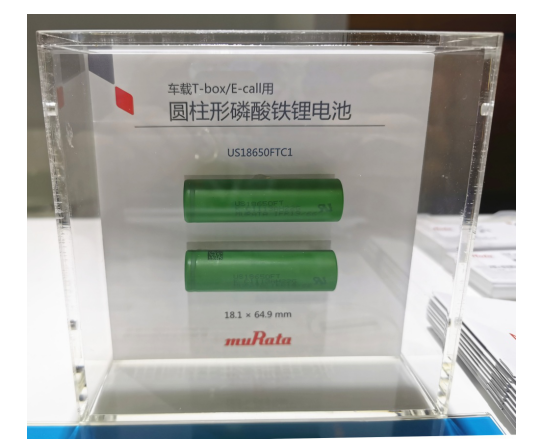 车载T-box/E-call用
圆柱形磷酸铁锂电池
US18650FTC1
18.1 × 64.9 mm
muRata